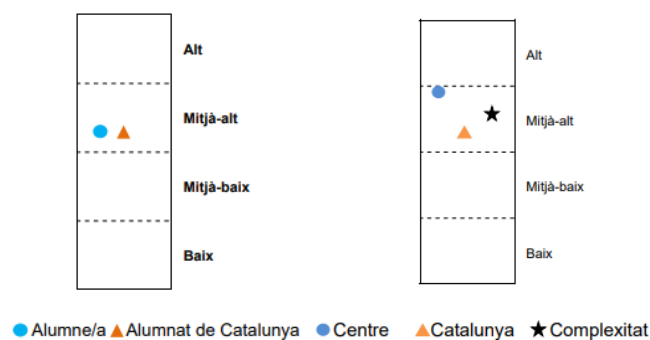 Alt
Mitjà-alt
Mitjà-baix
Baix
Alt
Mitjà-alt
Mitjà-baix
Baix
Alumne/a Alumnat de Catalunya Centre Catalunya Complexitat